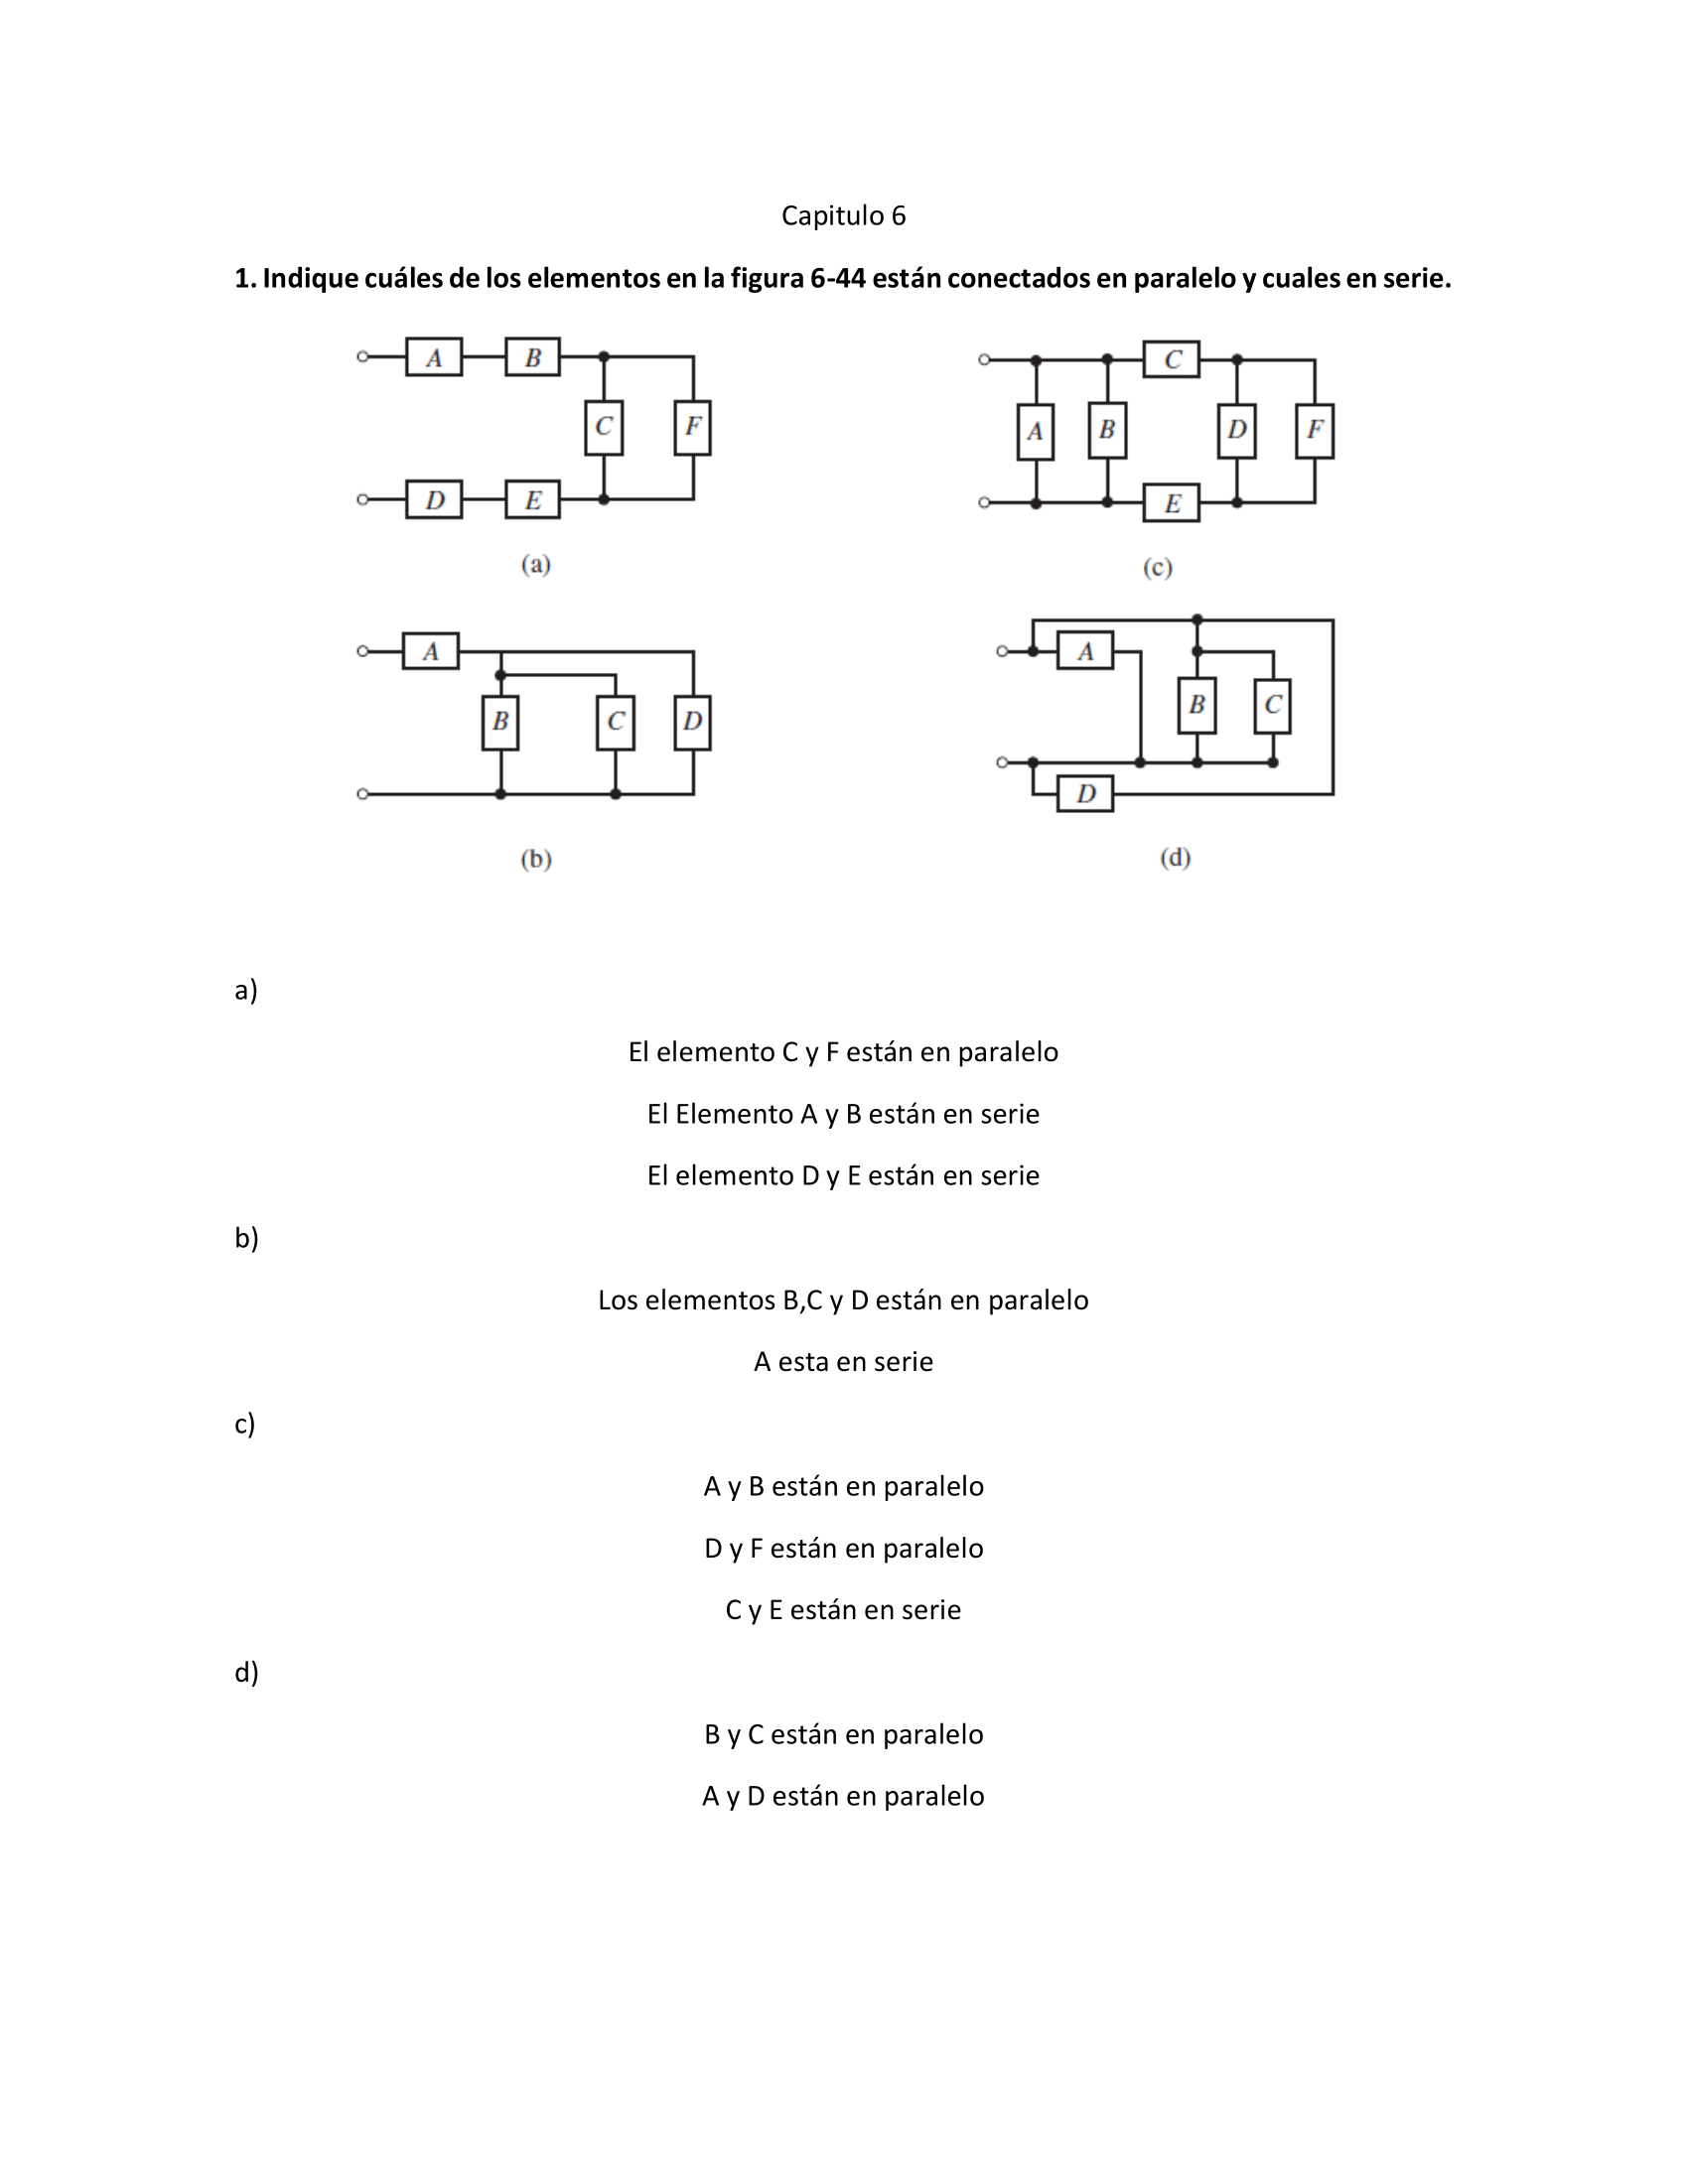 Capitulo 6
1. Indique cuáles de los elementos en la figura 6-44 están conectados en paralelo y cuales en serie.
A B
C F
D E
(a)
C
A B D F
E
(c)
A
B C D
(b)
A
B C
D
(d)
a)
El elemento C y F están en paralelo
El Elemento A y B están en serie
El elemento D y E están en serie
b)
Los elementos B,C y D están en paralelo
A esta en serie
c)
A y B están en paralelo
D y F están en paralelo
C y E están en serie
d)
B y C están en paralelo
A y D están en paralelo